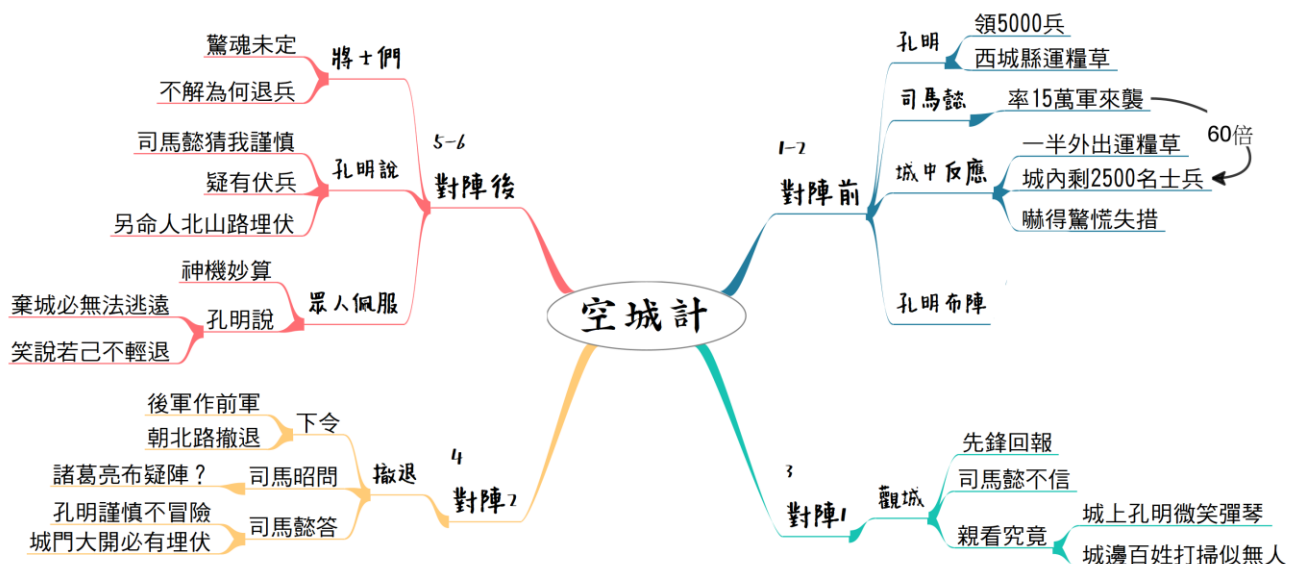 空城計
1-2
對陣前
孔明
領5000兵
西城縣運糧草
司馬懿
率15萬軍來襲
60倍
城中反應
一半外出運糧草
城內剩2500名士兵
嚇得驚慌失措
孔明布陣
3
對陣1
觀城
先鋒回報
司馬懿不信
親看究竟
城上孔明微笑彈琴
城邊百姓打掃似無人
4
對陣2
撤退
下令
後軍作前軍
朝北路撤退
司馬昭問
諸葛亮布疑陣？
司馬懿答
孔明謹慎不冒險
城門大開必有埋伏
5-6
對陣後
將士們
驚魂未定
不解為何退兵
孔明說
司馬懿猜我謹慎
疑有伏兵
另命人北山路埋伏
眾人佩服
神機妙算
孔明說
棄城必無法逃遠
笑說若己不輕退